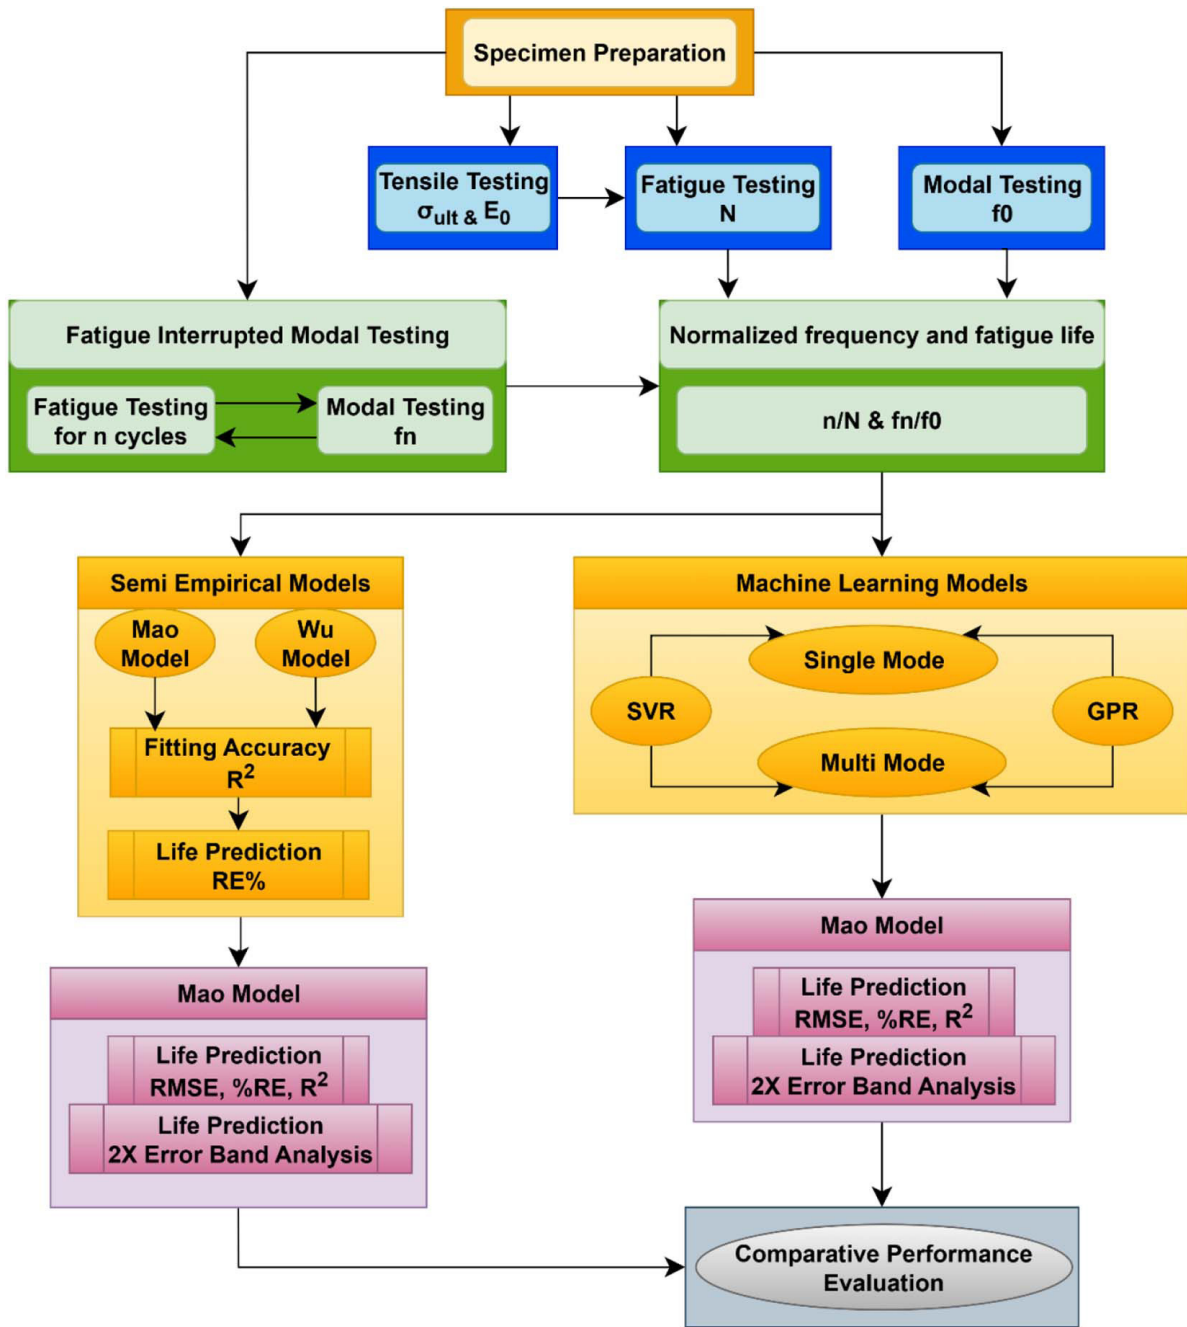 Specimen Preparation
Tensile Testing
σult & E0
Fatigue Testing
N
Modal Testing
f0
Fatigue Interrupted Modal Testing
Fatigue Testing
for n cycles
Modal Testing
fn
Normalized frequency and fatigue life
n/N & fn/f0
Semi Empirical Models
Mao
Model
Wu
Model
Fitting Accuracy
R²
Life Prediction
RE%
Machine Learning Models
Single Mode
SVR
GPR
Multi Mode
Mao Model
Life Prediction
RMSE, %RE, R²
Life Prediction
2X Error Band Analysis
Mao Model
Life Prediction
RMSE, %RE, R²
Life Prediction
2X Error Band Analysis
Comparative Performance
Evaluation